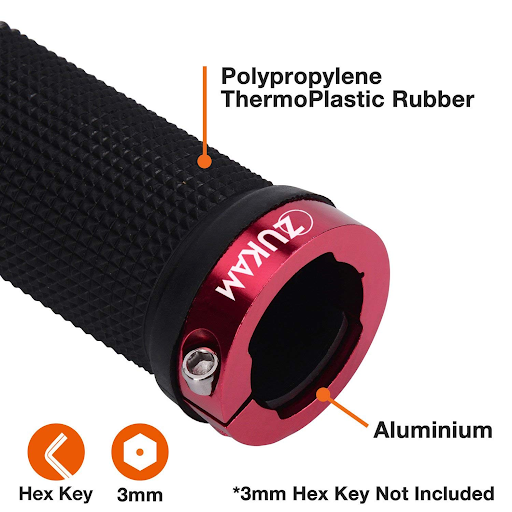 Polypropylene
ThermoPlastic Rubber
ZUKAM
Aluminium
Hex Key
3mm
*3mm Hex Key Not Included